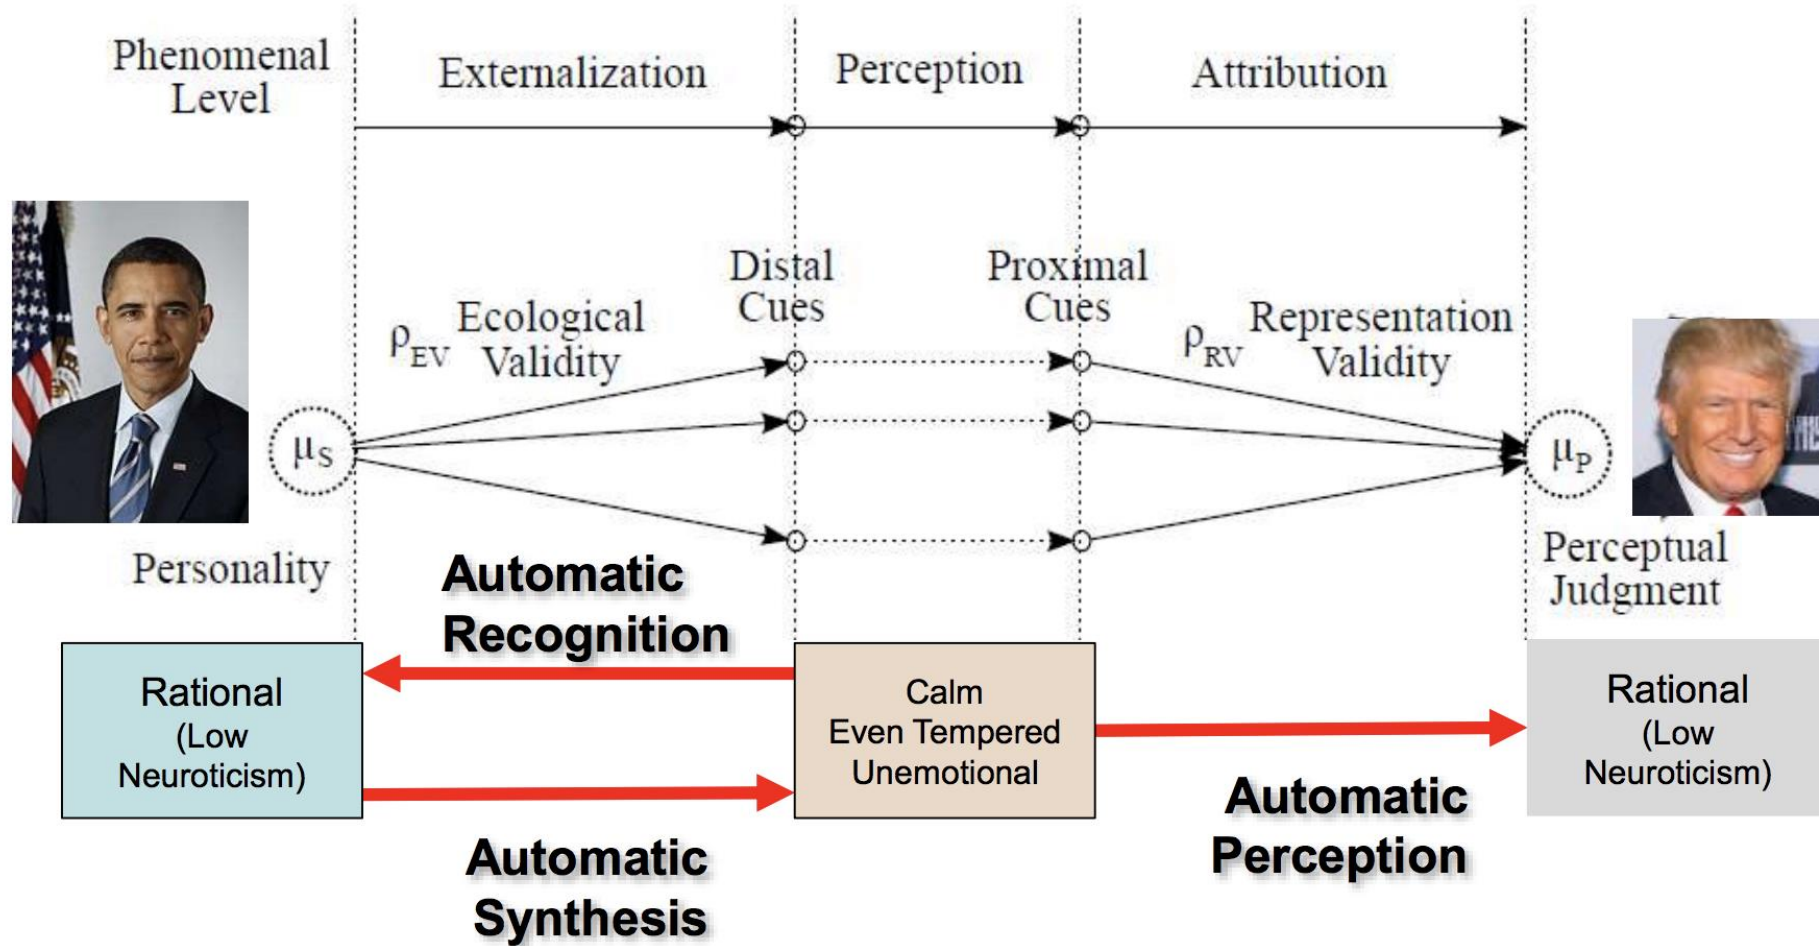 Phenomenal
Level
Externalization
Perception
Attribution
Distal
Cues
Proximal
Cues
ρEV
Ecological
Validity
ρRV
Representation
Validity
μS
μP
Personality
Perceptual
Judgment
Automatic
Recognition
Rational
(Low
Neuroticism)
Calm
Even Tempered
Unemotional
Rational
(Low
Neuroticism)
Automatic
Synthesis
Automatic
Perception